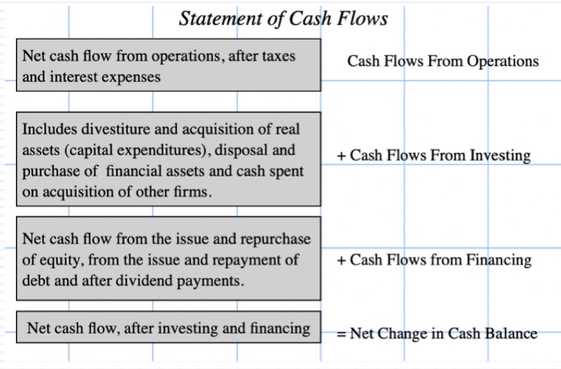 Statement of Cash Flows
Net cash flow from operations, after taxes
and interest expenses
Cash Flows From Operations
Includes divestiture and acquisition of real
assets (capital expenditures), disposal and
purchase of financial assets and cash spent
on acquisition of other firms.
+ Cash Flows From Investing
Net cash flow from the issue and repurchase
of equity, from the issue and repayment of
debt and after dividend payments.
+ Cash Flows from Financing
Net cash flow, after investing and financing
= Net Change in Cash Balance